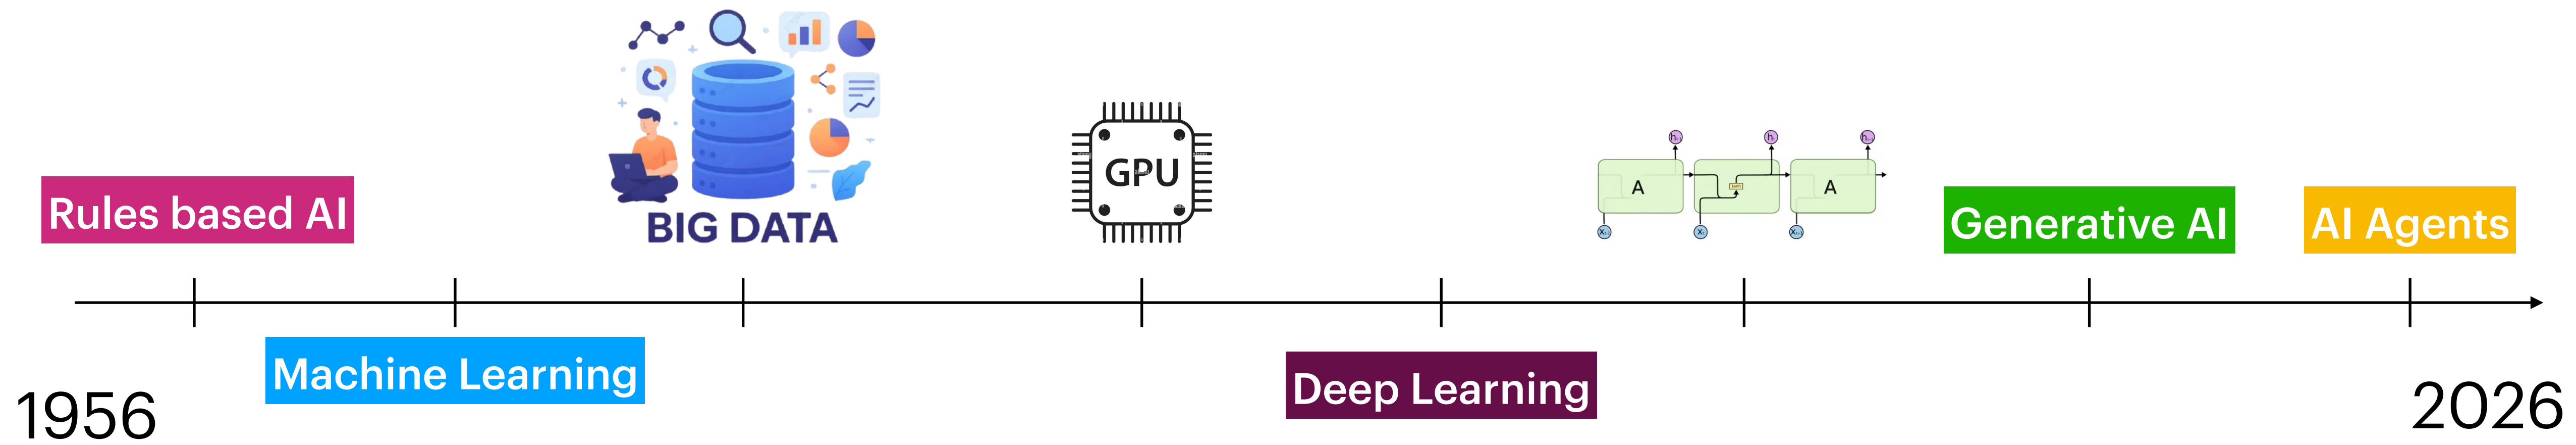 Rules based AI
Machine Learning
BIG DATA
GPU
Deep Learning
A
A
Generative AI
AI Agents
1956
2026